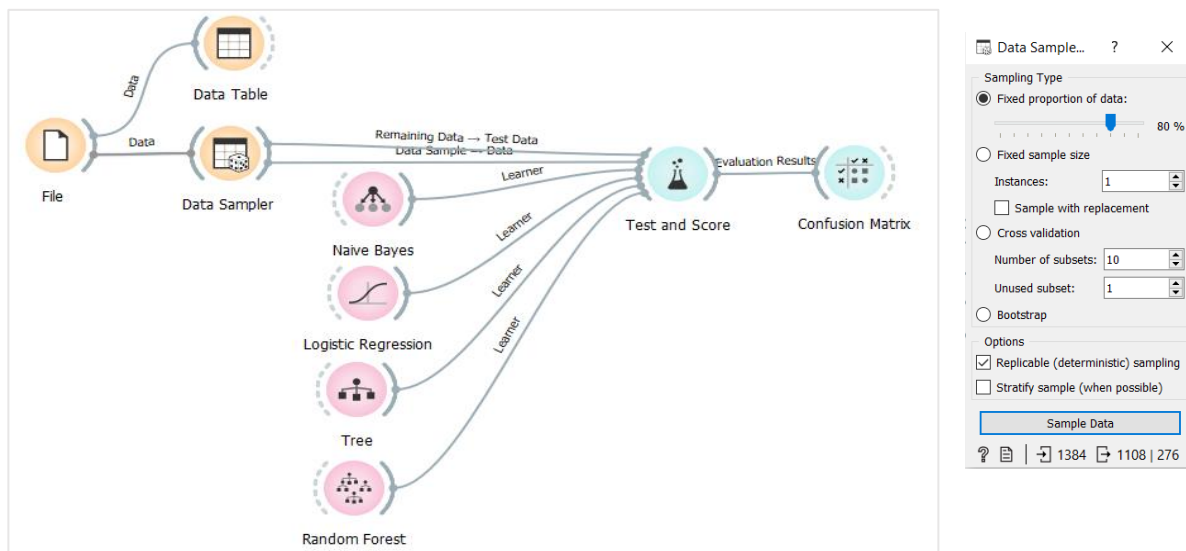 Data
Data Table
Data
File
Data Sampler
Remaining Data → Test Data
Data Sample → Data
Learner
Naive Bayes
Learner
Logistic Regression
Learner
Tree
Learner
Random Forest
Test and Score
Evaluation Results
Confusion Matrix
Data Sample... ? ×
Sampling Type
Fixed proportion of data:
80 %
Fixed sample size
Instances: 1
Sample with replacement
Cross validation
Number of subsets: 10
Unused subset: 1
Bootstrap
Options
Replicable (deterministic) sampling
Stratify sample (when possible)
Sample Data
? 1384 1108 | 276